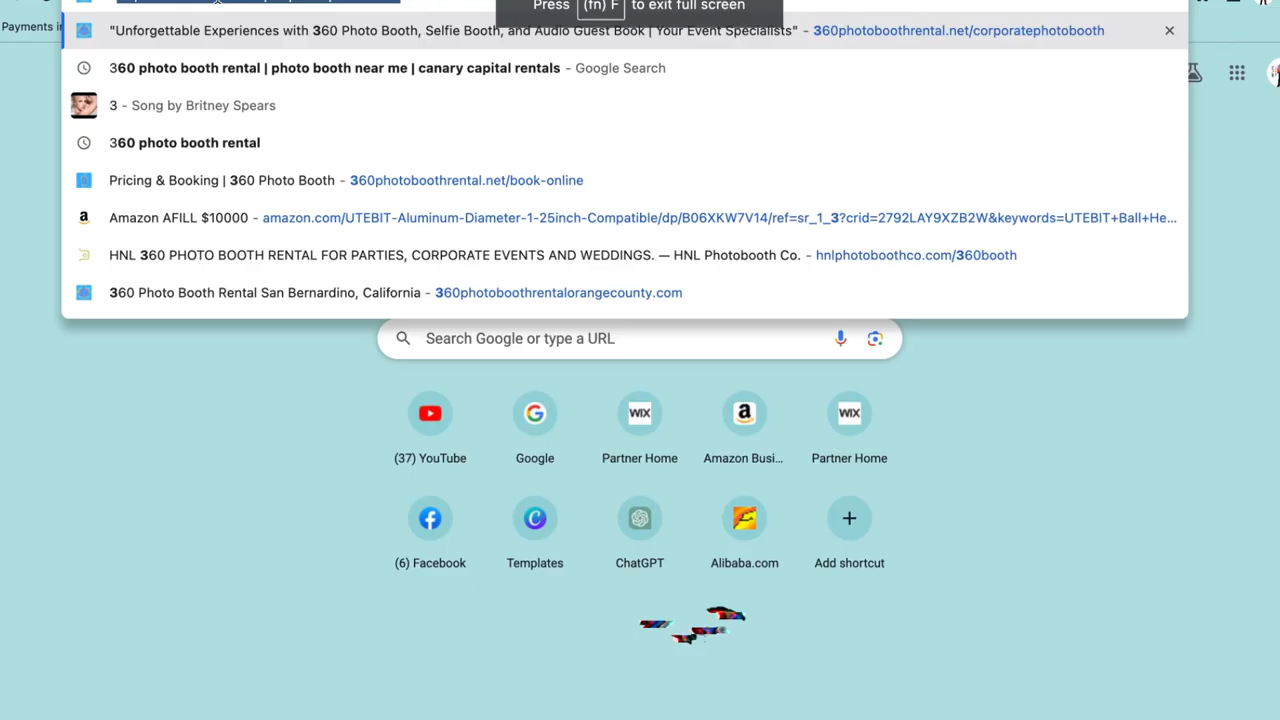 Press (fn) F to exit full screen
Payments in
"Unforgettable Experiences with 360 Photo Booth, Selfie Booth, and Audio Guest Book | Your Event Specialists" - 360photoboothrental.net/corporatephotobooth
360 photo booth rental | photo booth near me | canary capital rentals - Google Search
3 - Song by Britney Spears
360 photo booth rental
Pricing & Booking | 360 Photo Booth - 360photoboothrental.net/book-online
Amazon AFILL $10000 - amazon.com/UTEBIT-Aluminum-Diameter-1-25inch-Compatible/dp/B06XKW7V14/ref=sr_1_3?crid=2792LAY9XZB2W&keywords=UTEBIT+Ball+He...
HNL 360 PHOTO BOOTH RENTAL FOR PARTIES, CORPORATE EVENTS AND WEDDINGS. — HNL Photobooth Co. - hnlphotoboothco.com/360booth
360 Photo Booth Rental San Bernardino, California - 360photoboothrentalorangecounty.com
Search Google or type a URL
WIX a WIX
(37) YouTube Google Partner Home Amazon Busi... Partner Home
(6) Facebook Templates ChatGPT Alibaba.com Add shortcut